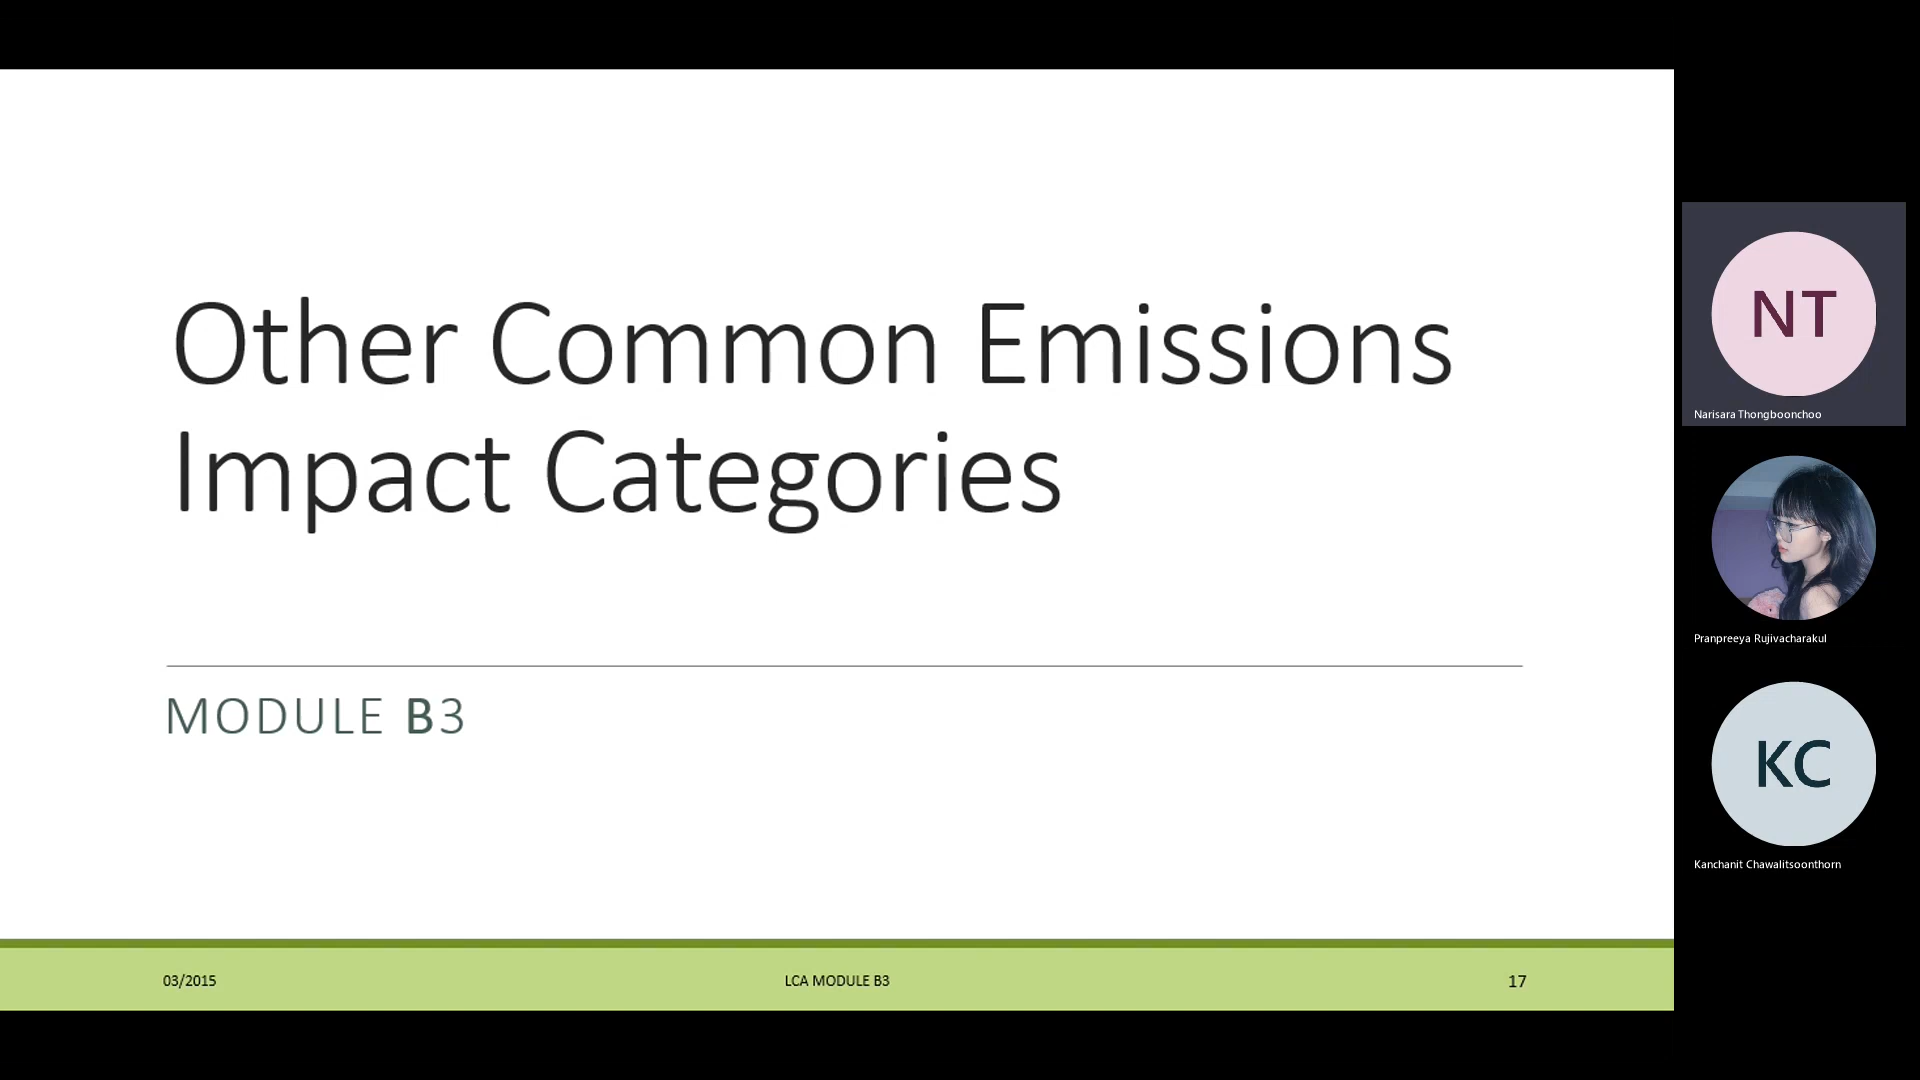 Other Common Emissions
Impact Categories
MODULE B3
03/2015
LCA MODULE B3
17
NT
Narisara Thongboonchoo
Pranpreeya Rujivacharakul
KC
Kanchanit Chawalitsoonthorn